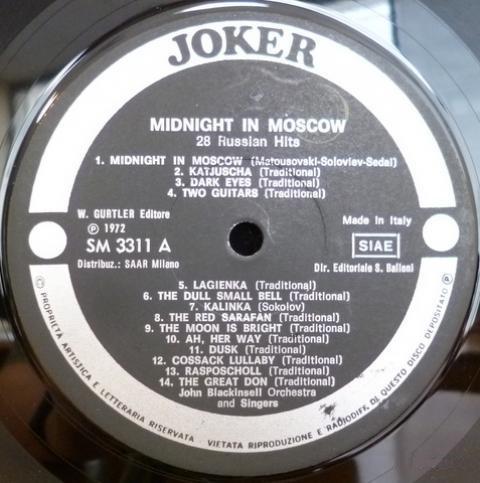 JOKER
MIDNIGHT IN MOSCOW
28 Russian Hits
1. MIDNIGHT IN MOSCOW (Matousovski-Soloviev-Sedai)
2. KATJUSCHA (Traditional)
3. DARK EYES (Traditional)
4. TWO GUITARS (Traditional)
W. GURTLER Editore
℗ 1972
SM 3311 A
Distribuz.: SAAR Milano
Made in Italy
SIAE
Dir. Editoriale S. Balloni
5. LAGIENKA (Traditional)
6. THE DULL SMALL BELL (Traditional)
7. KALINKA (Sokolov)
8. THE RED SARAFAN (Traditional)
9. THE MOON IS BRIGHT (Traditional)
10. AH, HER WAY (Traditional)
11. DUSK (Traditional)
12. COSSACK LULLABY (Traditional)
13. RASPOSCHOLL (Traditional)
14. THE GREAT DON (Traditional)
John Blackinsell Orchestra
and Singers
© PROPRIETA ARTISTICA E LETTERARIA RISERVATA - VIETATA RIPRODUZIONE E RADIODIFF. DI QUESTO DISCO DEPOSITATO ℗